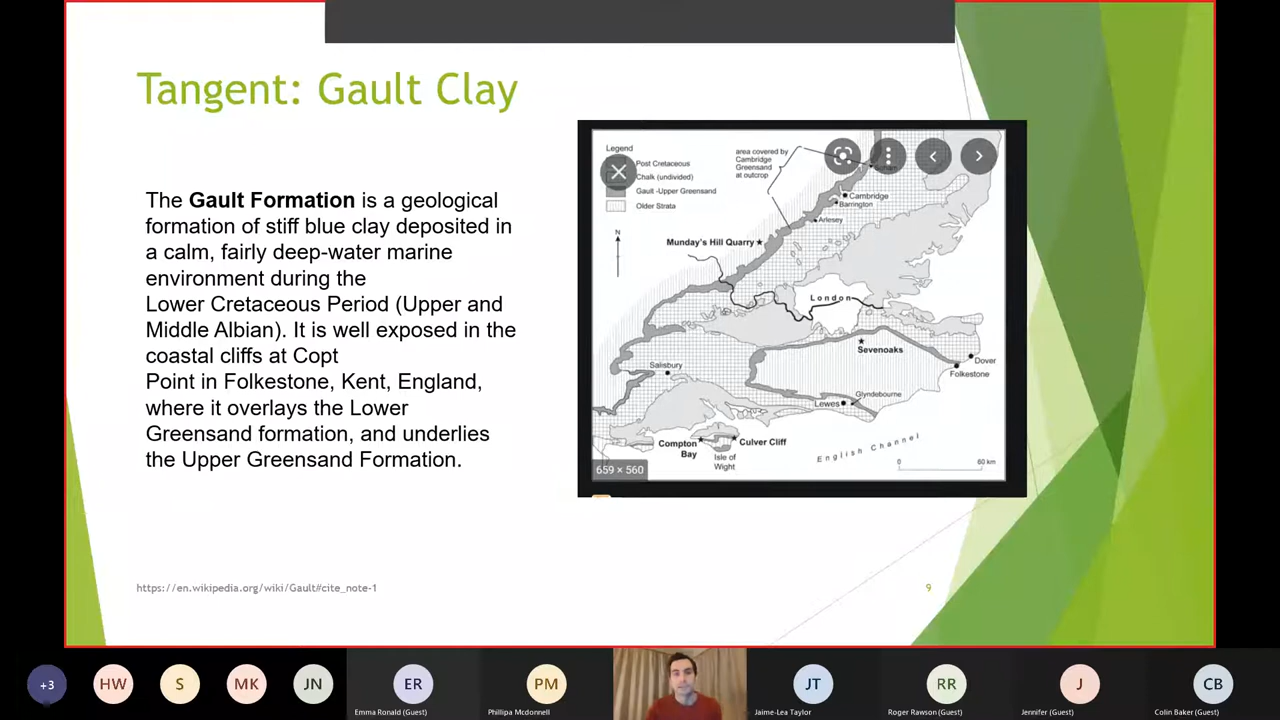 Tangent: Gault Clay
The Gault Formation is a geological
formation of stiff blue clay deposited in
a calm, fairly deep-water marine
environment during the
Lower Cretaceous Period (Upper and
Middle Albian). It is well exposed in the
coastal cliffs at Copt
Point in Folkestone, Kent, England,
where it overlays the Lower
Greensand formation, and underlies
the Upper Greensand Formation.
Legend
Post Cretaceous
Chalk (undivided)
Gault -Upper Greensand
Older Strata
area covered by
Cambridge
Greensand
at outcrop
N
Cambridge
Barrington
Arlesey
Munday's Hill Quarry
London
Sevenoaks
Salisbury
Dover
Folkestone
Glyndebourne
Lewes
Compton
Bay
Culver Cliff
Isle of
Wight
English Channel
0 60 km
659 × 560
https://en.wikipedia.org/wiki/Gault#cite_note-1
9
+3
HW
S
MK
JN
ER
Emma Ronald (Guest)
PM
Phillipa Mcdonnell
JT
Jaime-Lea Taylor
RR
Roger Rawson (Guest)
J
Jennifer (Guest)
CB
Colin Baker (Guest)